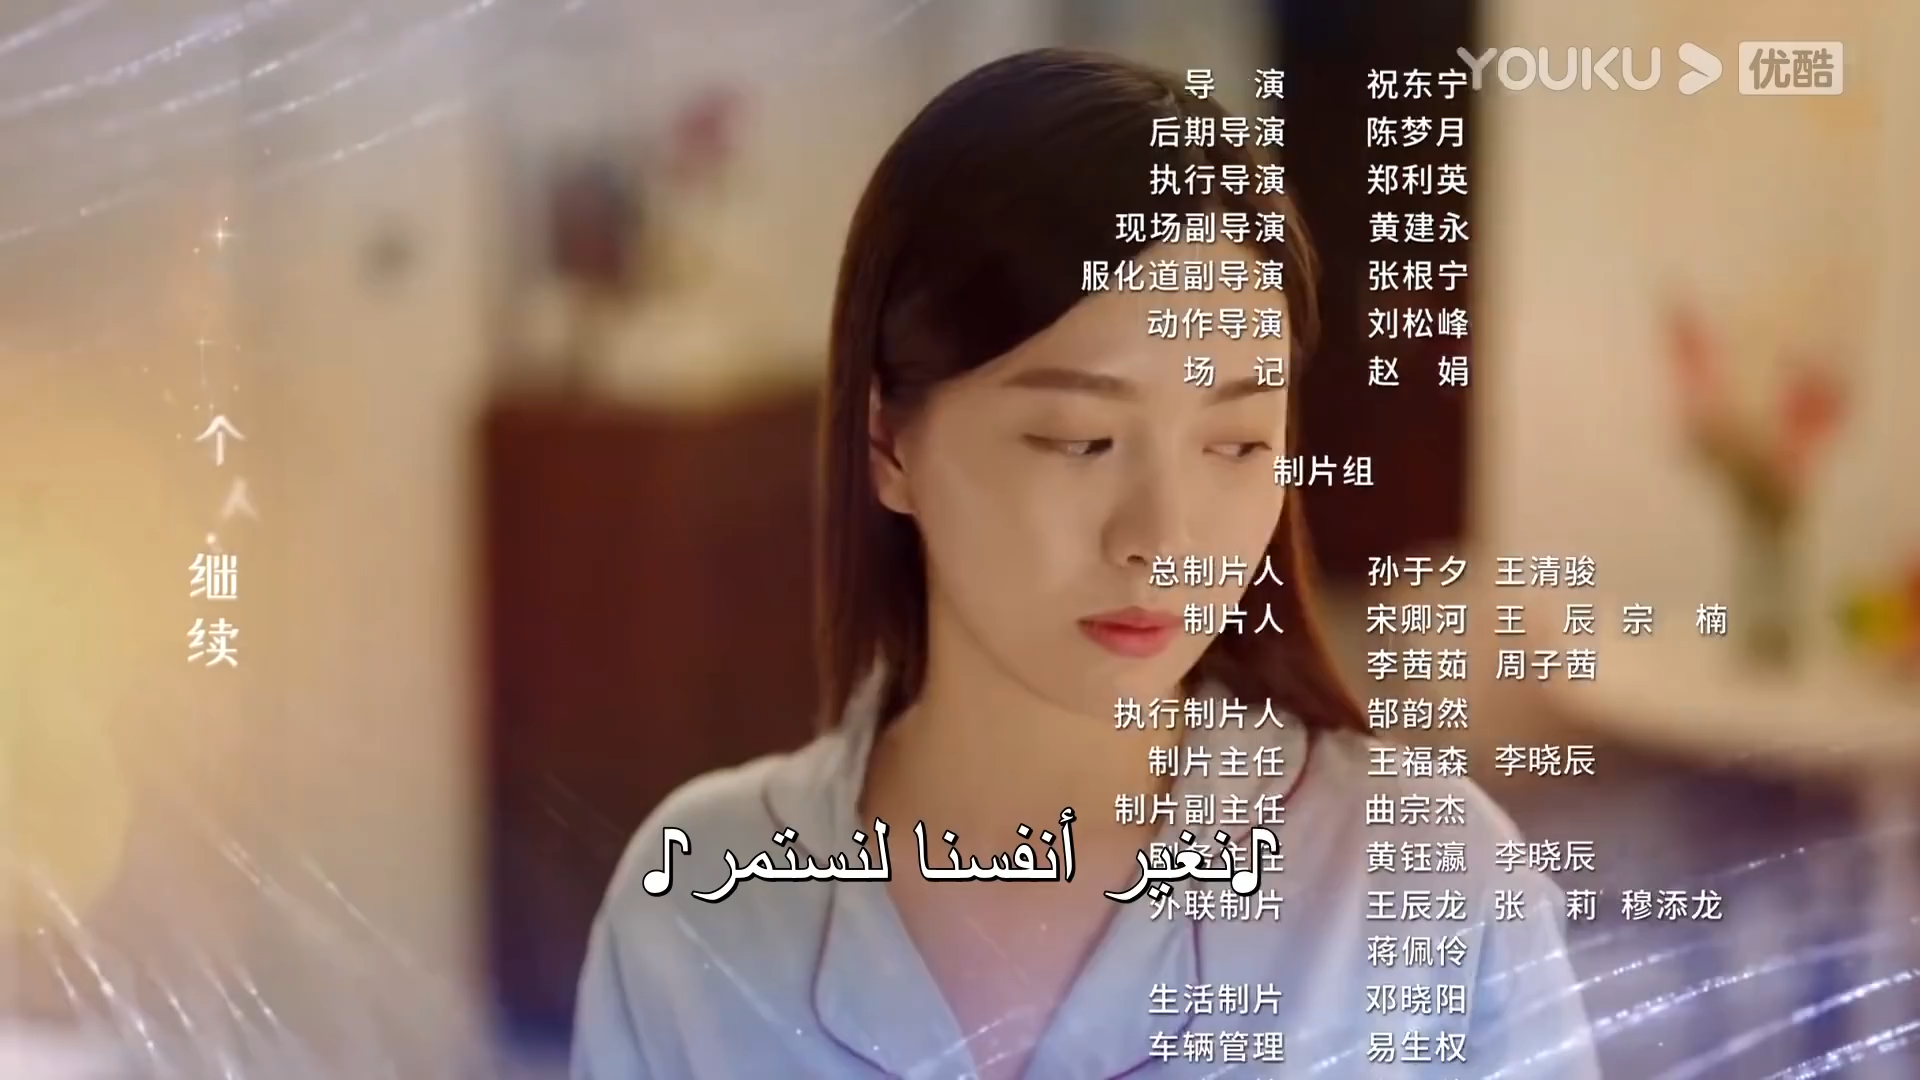 YOUKU 优酷
导 演 祝东宁
后期导演 陈梦月
执行导演 郑利英
现场副导演 黄建永
服化道副导演 张根宁
动作导演 刘松峰
场 记 赵 娟
制片组
总制片人 孙于夕 王清骏
制片人 宋卿河 王 辰 宗 楠
李茜茹 周子茜
执行制片人 郜韵然
制片主任 王福森 李晓辰
制片副主任 曲宗杰
主任 黄钰瀛 李晓辰
外联制片 王辰龙 张 莉 穆添龙
蒋佩伶
生活制片 邓晓阳
车辆管理 易生权
个人
继续
♪نغير أنفسنا لنستمر♪